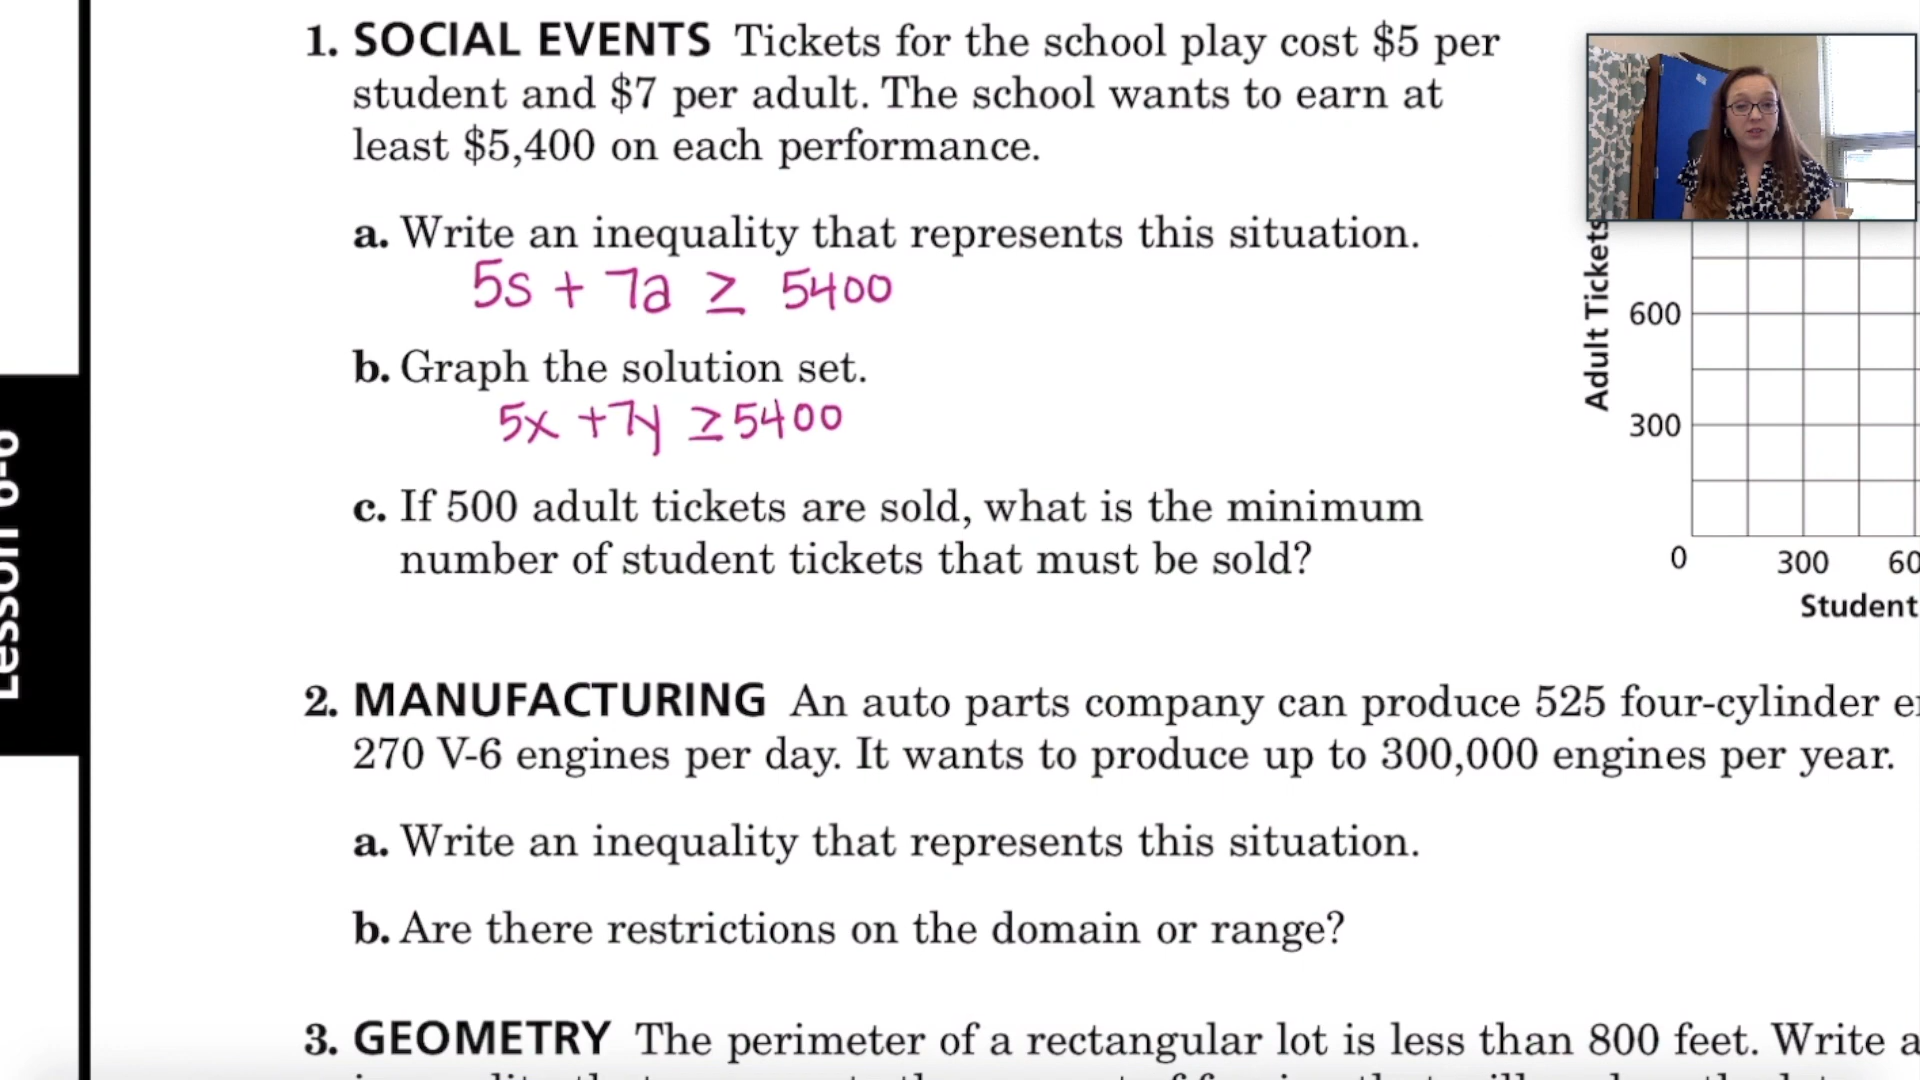 1. SOCIAL EVENTS Tickets for the school play cost $5 per
student and $7 per adult. The school wants to earn at
least $5,400 on each performance.
a. Write an inequality that represents this situation.
5s + 7a ≥ 5400
b. Graph the solution set.
5x + 7y ≥ 5400
c. If 500 adult tickets are sold, what is the minimum
number of student tickets that must be sold?
Adult Tickets
600
300
0
300
60
Student
2. MANUFACTURING An auto parts company can produce 525 four-cylinder
270 V-6 engines per day. It wants to produce up to 300,000 engines per year.
a. Write an inequality that represents this situation.
b. Are there restrictions on the domain or range?
3. GEOMETRY The perimeter of a rectangular lot is less than 800 feet. Write a
Lesson 6-6